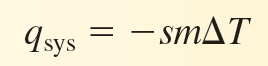 q_sys = −smΔT